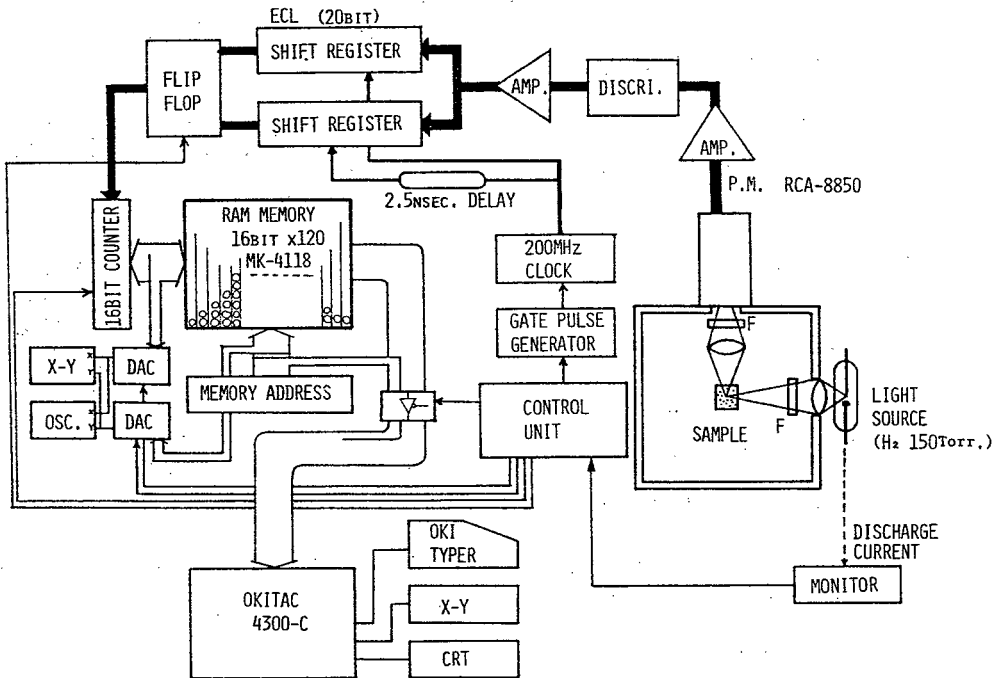 ECL (20BIT)
SHIFT REGISTER
FLIP
FLOP
SHIFT REGISTER
AMP.
DISCRI.
AMP.
P.M. RCA-8850
2.5NSEC. DELAY
16BIT COUNTER
RAM MEMORY
16BIT x120
MK-4118
200MHz
CLOCK
GATE PULSE
GENERATOR
F
X-Y
X
Y
DAC
MEMORY ADDRESS
OSC.
X
Y
DAC
CONTROL
UNIT
SAMPLE
F
LIGHT
SOURCE
(H2 150Torr.)
DISCHARGE
CURRENT
MONITOR
OKI
TYPER
OKITAC
4300-C
X-Y
CRT